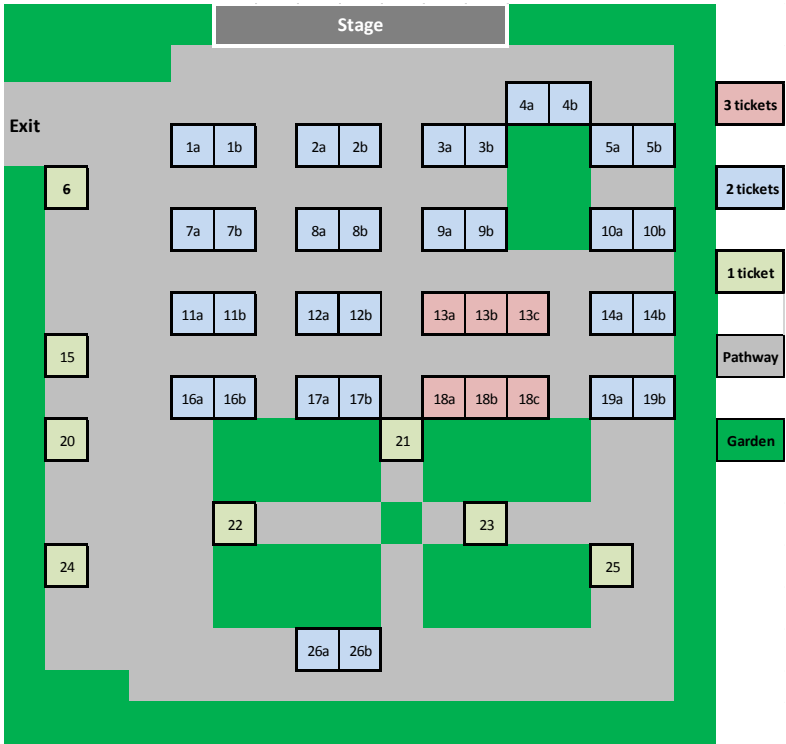 Stage
4a 4b
3 tickets
Exit
1a 1b 2a 2b 3a 3b 5a 5b
6
2 tickets
7a 7b 8a 8b 9a 9b 10a 10b
1 ticket
11a 11b 12a 12b 13a 13b 13c 14a 14b
15
Pathway
16a 16b 17a 17b 18a 18b 18c 19a 19b
20 21
Garden
22 23
24 25
26a 26b